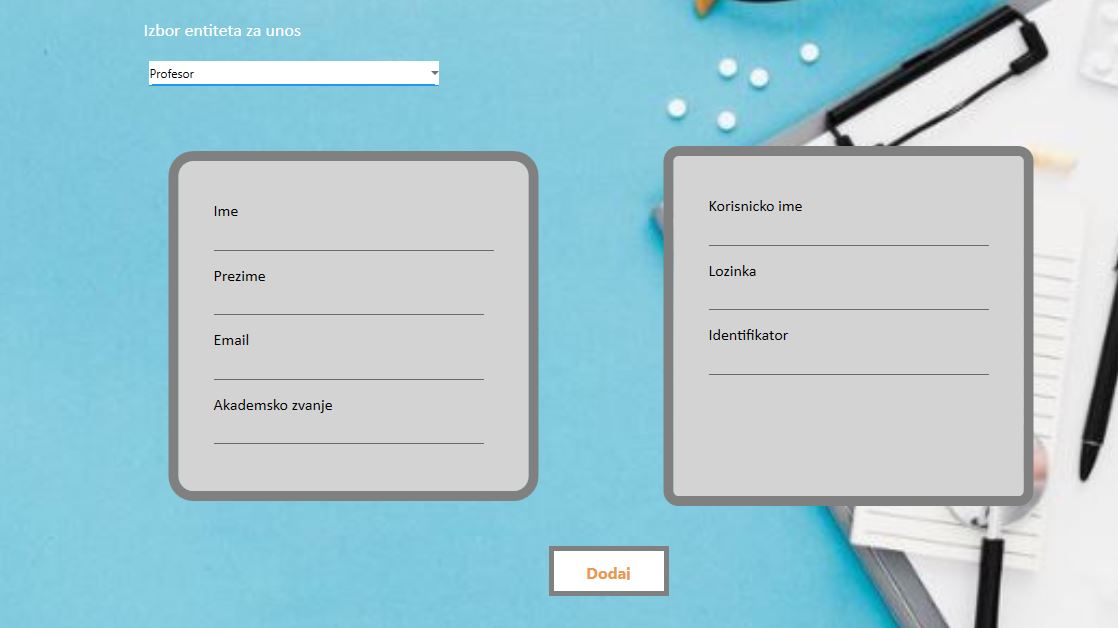 Izbor entiteta za unos
Profesor
Ime
Prezime
Email
Akademsko zvanje
Korisnicko ime
Lozinka
Identifikator
Dodaj